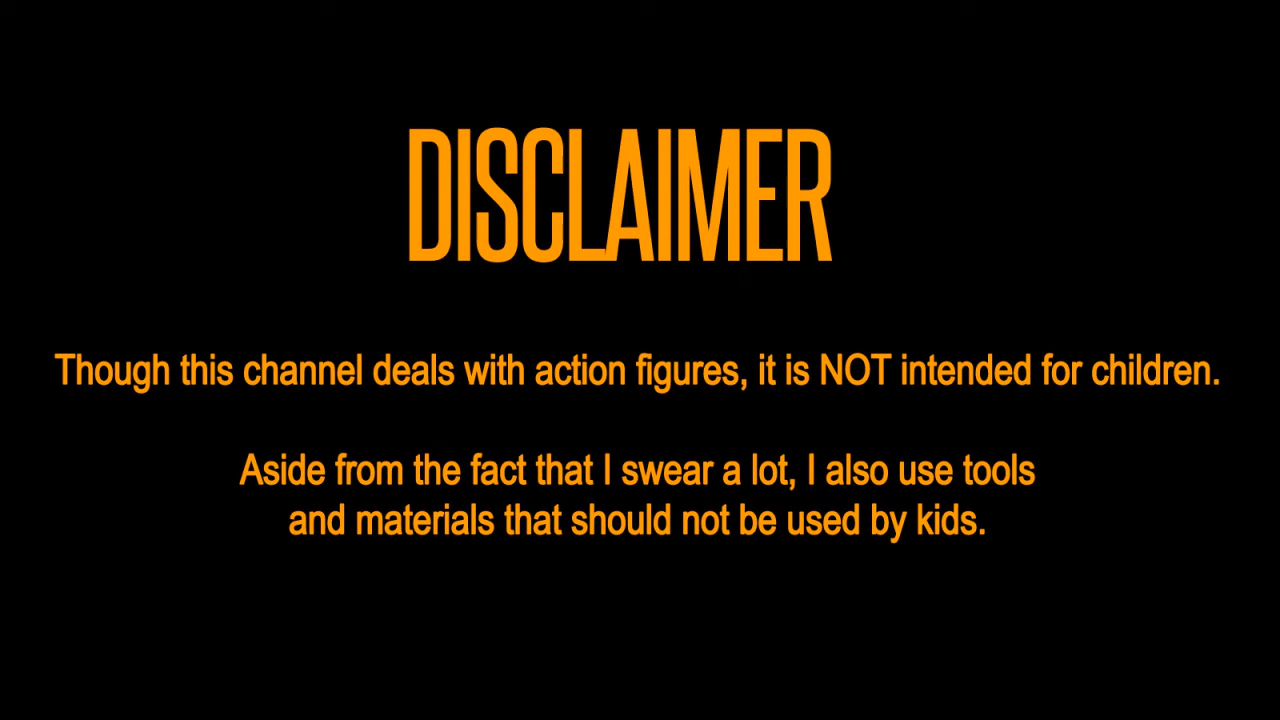 DISCLAIMER
Though this channel deals with action figures, it is NOT intended for children.
Aside from the fact that I swear a lot, I also use tools
and materials that should not be used by kids.